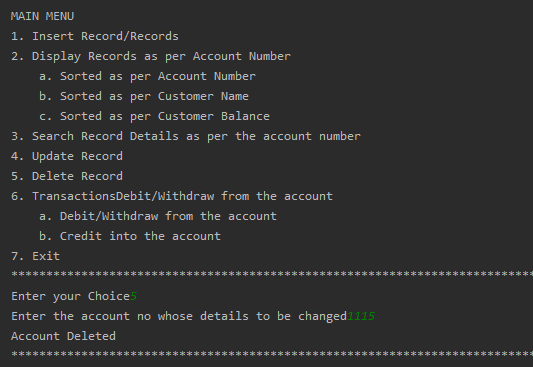 MAIN MENU
1. Insert Record/Records
2. Display Records as per Account Number
a. Sorted as per Account Number
b. Sorted as per Customer Name
c. Sorted as per Customer Balance
3. Search Record Details as per the account number
4. Update Record
5. Delete Record
6. TransactionsDebit/Withdraw from the account
a. Debit/Withdraw from the account
b. Credit into the account
7. Exit
***************************************************************************
Enter your Choice5
Enter the account no whose details to be changed1115
Account Deleted
***************************************************************************